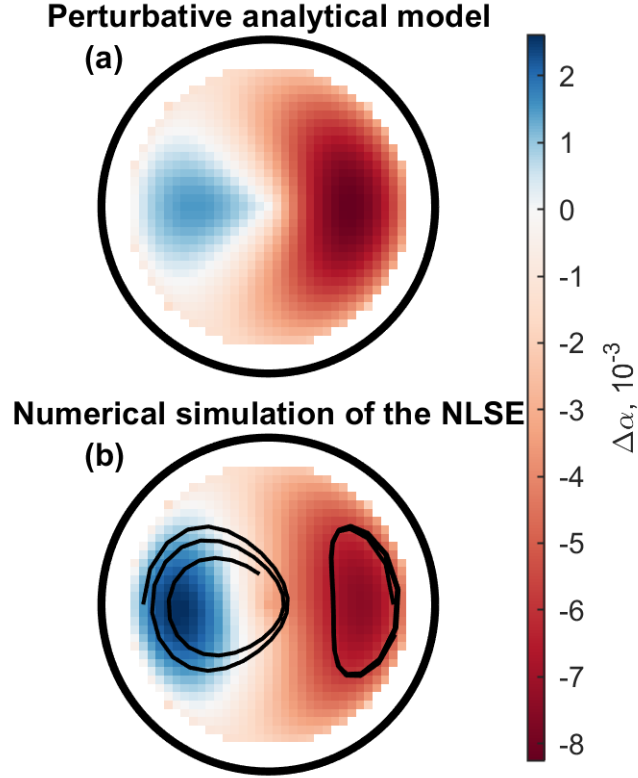 Perturbative analytical model
(a)
2
1
0
-1
-2
-3
-4
-5
-6
-7
-8
Δα, 10⁻³
Numerical simulation of the NLSE
(b)